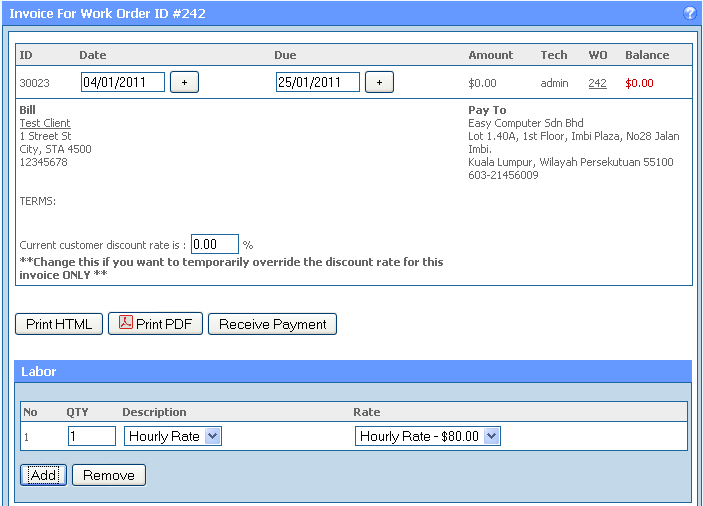 Invoice For Work Order ID #242
?
ID Date Due Amount Tech WO Balance
30023 04/01/2011 + 25/01/2011 + $0.00 admin 242 $0.00
Bill Pay To
Test Client Easy Computer Sdn Bhd
1 Street St Lot 1.40A, 1st Floor, Imbi Plaza, No28 Jalan
City, STA 4500 Imbi.
12345678 Kuala Lumpur, Wilayah Persekutuan 55100
603-21456009
TERMS:
Current customer discount rate is : 0.00 %
**Change this if you want to temporarily override the discount rate for this
invoice ONLY **
Print HTML Print PDF Receive Payment
Labor
No QTY Description Rate
1 1 Hourly Rate Hourly Rate - $80.00
Add Remove